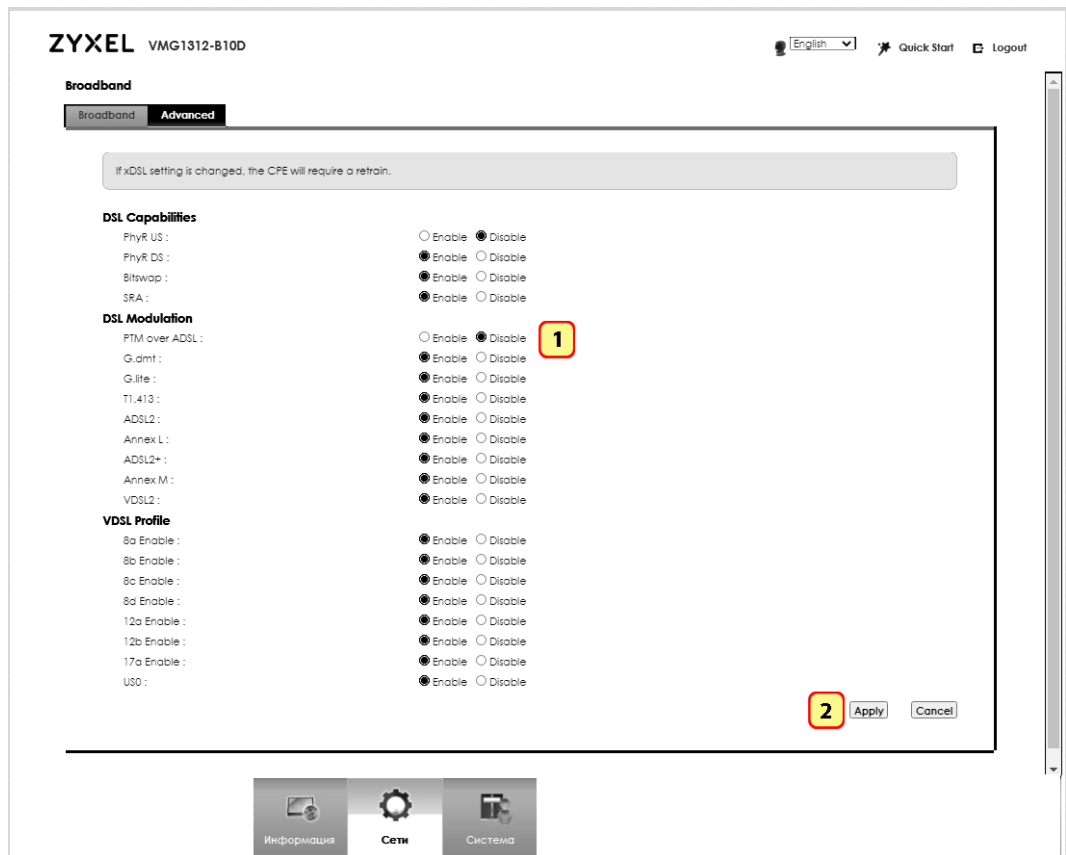 ZYXEL VMG1312-B10D English Quick Start Logout
Broadband
Broadband Advanced
If xDSL setting is changed, the CPE will require a retrain.
DSL Capabilities
PhyR US : Enable Disable
PhyR DS : Enable Disable
Bitswap : Enable Disable
SRA : Enable Disable
DSL Modulation
PTM over ADSL : Enable Disable 1
G.dmt : Enable Disable
G.lite : Enable Disable
T1.413 : Enable Disable
ADSL2 : Enable Disable
Annex L : Enable Disable
ADSL2+ : Enable Disable
Annex M : Enable Disable
VDSL2 : Enable Disable
VDSL Profile
8a Enable : Enable Disable
8b Enable : Enable Disable
8c Enable : Enable Disable
8d Enable : Enable Disable
12a Enable : Enable Disable
12b Enable : Enable Disable
17a Enable : Enable Disable
US0 : Enable Disable
2 Apply Cancel
Информация Сети Система